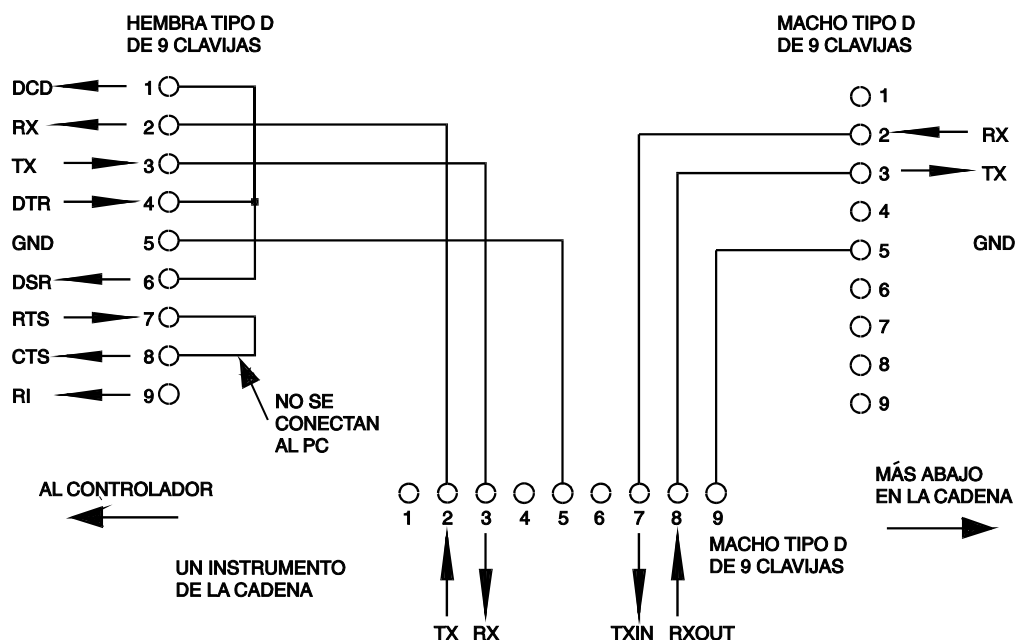 HEMBRA TIPO D
DE 9 CLAVIJAS
MACHO TIPO D
DE 9 CLAVIJAS
DCD 1
RX 2
TX 3
DTR 4
GND 5
DSR 6
RTS 7
CTS 8
RI 9
1
2 RX
3 TX
4
5 GND
6
7
8
9
NO SE
CONECTAN
AL PC
AL CONTROLADOR
MÁS ABAJO
EN LA CADENA
1 2 3 4 5 6 7 8 9
MACHO TIPO D
DE 9 CLAVIJAS
UN INSTRUMENTO
DE LA CADENA
TX RX TXIN RXOUT